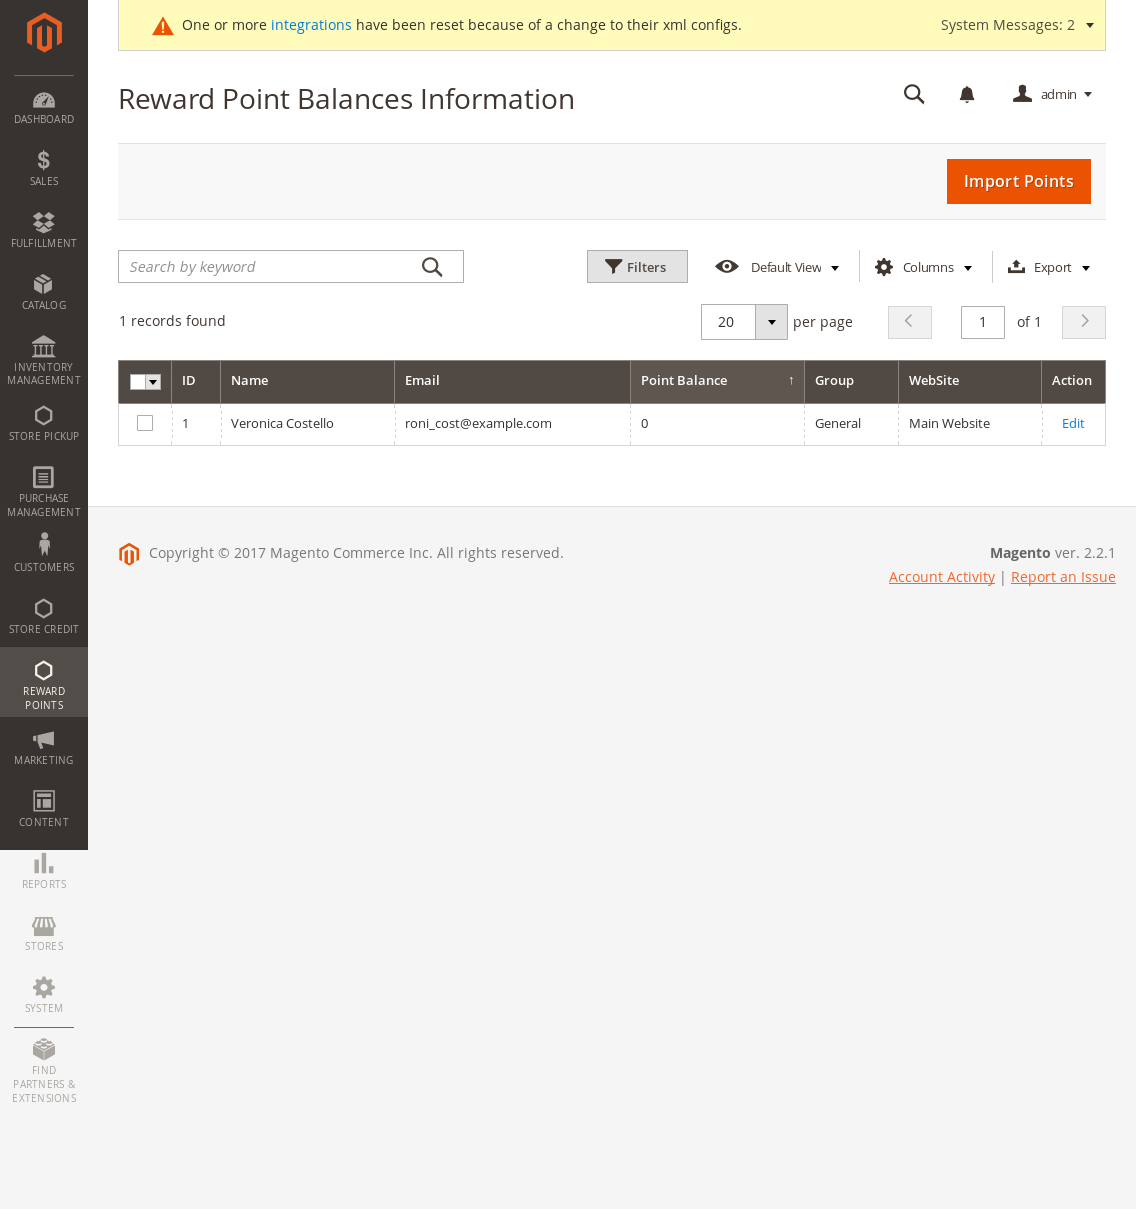 One or more integrations have been reset because of a change to their xml configs.
System Messages: 2
Reward Point Balances Information
admin
Import Points
Search by keyword
Filters
Default View
Columns
Export
1 records found
20
per page
1
of 1
ID Name Email Point Balance ↑ Group WebSite Action
1 Veronica Costello roni_cost@example.com 0 General Main Website Edit
Copyright © 2017 Magento Commerce Inc. All rights reserved.
Magento ver. 2.2.1
Account Activity | Report an Issue
DASHBOARD
$
SALES
FULFILLMENT
CATALOG
INVENTORY
MANAGEMENT
STORE PICKUP
PURCHASE
MANAGEMENT
CUSTOMERS
STORE CREDIT
REWARD
POINTS
MARKETING
CONTENT
REPORTS
STORES
SYSTEM
FIND
PARTNERS &
EXTENSIONS